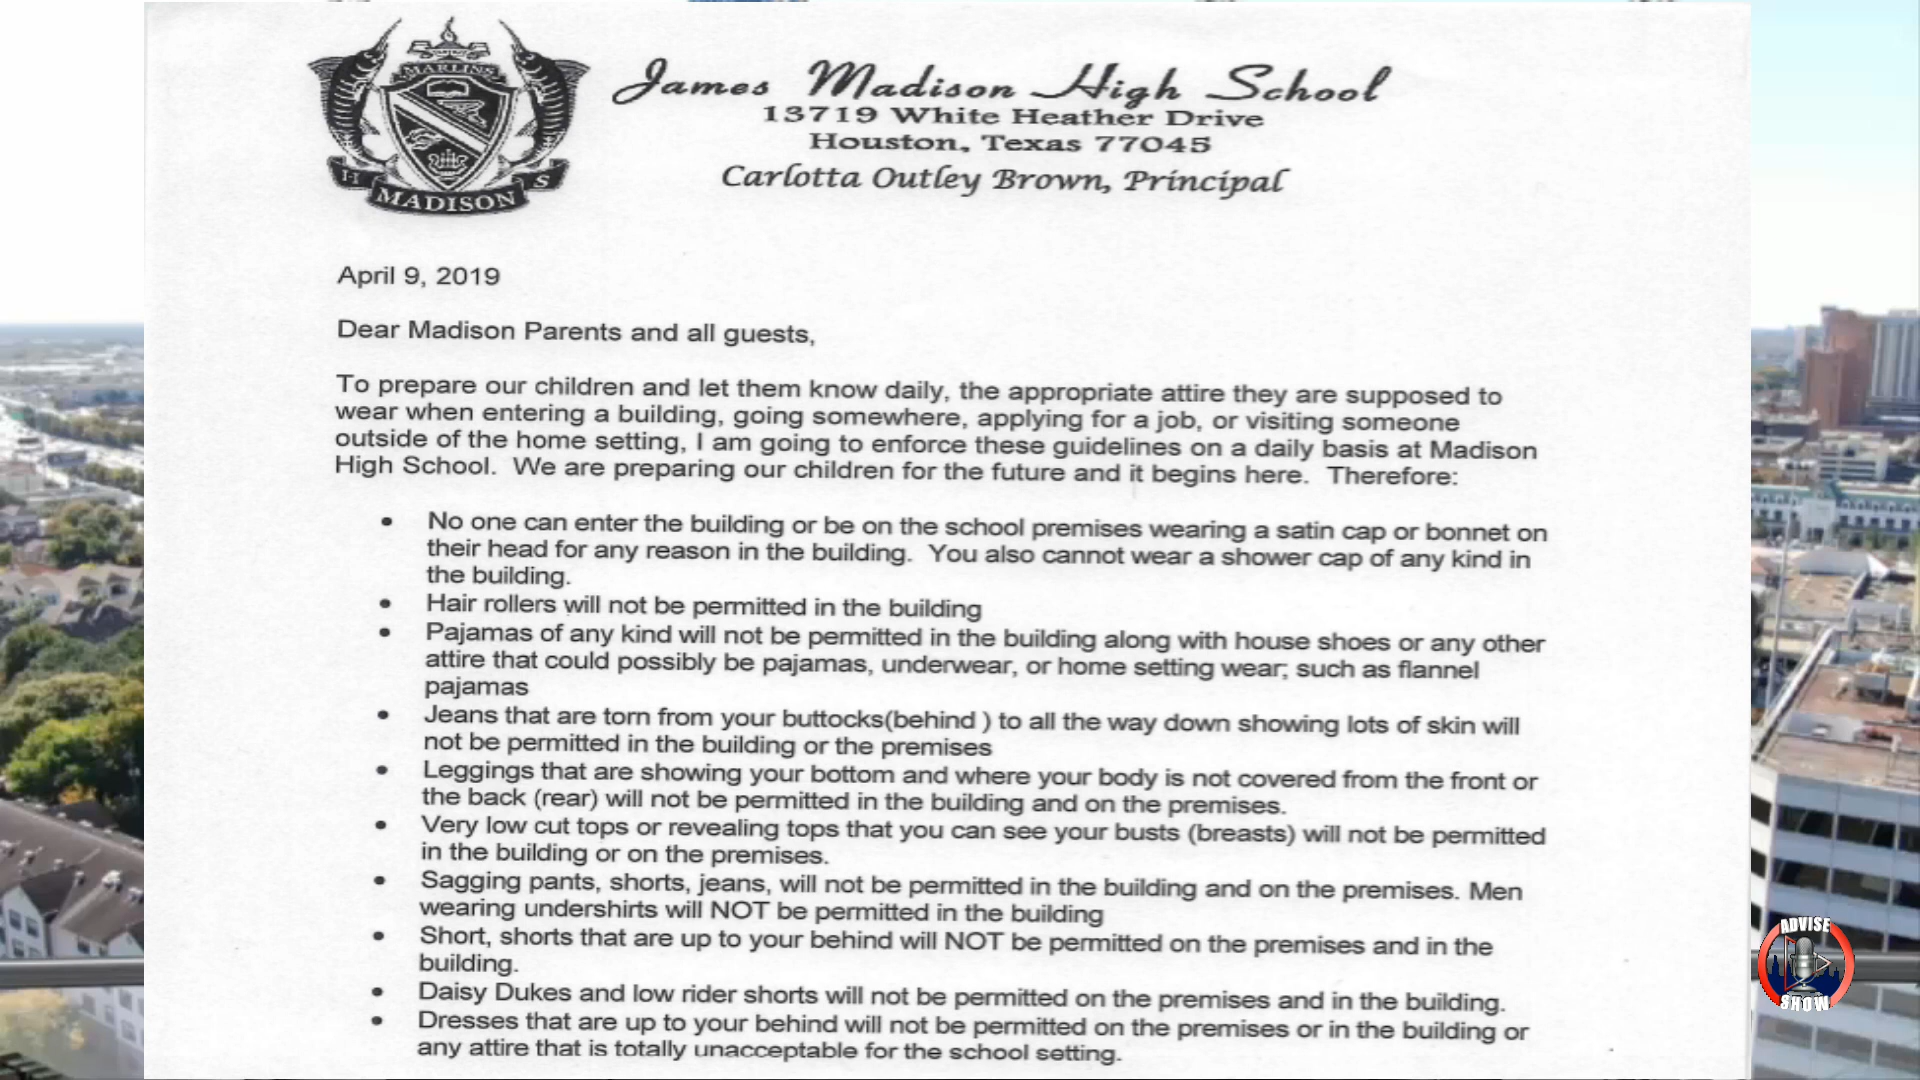 MARLINS
H S
MADISON
James Madison High School
13719 White Heather Drive
Houston, Texas 77045
Carlotta Outley Brown, Principal
April 9, 2019
Dear Madison Parents and all guests,
To prepare our children and let them know daily, the appropriate attire they are supposed to
wear when entering a building, going somewhere, applying for a job, or visiting someone
outside of the home setting, I am going to enforce these guidelines on a daily basis at Madison
High School. We are preparing our children for the future and it begins here. Therefore:
• No one can enter the building or be on the school premises wearing a satin cap or bonnet on
their head for any reason in the building. You also cannot wear a shower cap of any kind in
the building.
• Hair rollers will not be permitted in the building
• Pajamas of any kind will not be permitted in the building along with house shoes or any other
attire that could possibly be pajamas, underwear, or home setting wear; such as flannel
pajamas
• Jeans that are torn from your buttocks(behind ) to all the way down showing lots of skin will
not be permitted in the building or the premises
• Leggings that are showing your bottom and where your body is not covered from the front or
the back (rear) will not be permitted in the building and on the premises.
• Very low cut tops or revealing tops that you can see your busts (breasts) will not be permitted
in the building or on the premises.
• Sagging pants, shorts, jeans, will not be permitted in the building and on the premises. Men
wearing undershirts will NOT be permitted in the building
• Short, shorts that are up to your behind will NOT be permitted on the premises and in the
building.
• Daisy Dukes and low rider shorts will not be permitted on the premises and in the building.
• Dresses that are up to your behind will not be permitted on the premises or in the building or
any attire that is totally unacceptable for the school setting.
ADVISE
SHOW